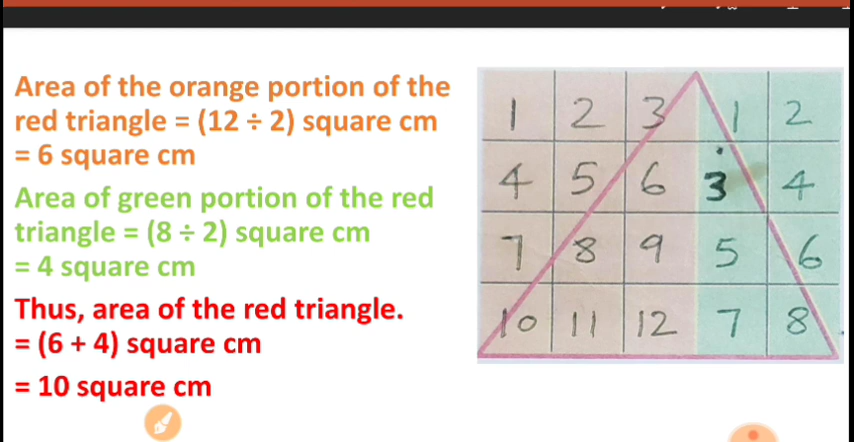 Area of the orange portion of the
red triangle = (12 ÷ 2) square cm
= 6 square cm
Area of green portion of the red
triangle = (8 ÷ 2) square cm
= 4 square cm
Thus, area of the red triangle.
= (6 + 4) square cm
= 10 square cm
1 2 3 1 2
4 5 6 3 4
7 8 9 5 6
10 11 12 7 8